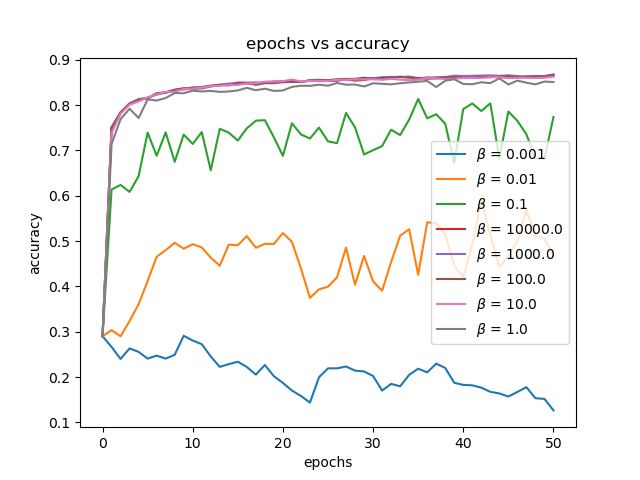 epochs vs accuracy
accuracy
0.9
0.8
0.7
0.6
0.5
0.4
0.3
0.2
0.1
β = 0.001
β = 0.01
β = 0.1
β = 10000.0
β = 1000.0
β = 100.0
β = 10.0
β = 1.0
0 10 20 30 40 50
epochs